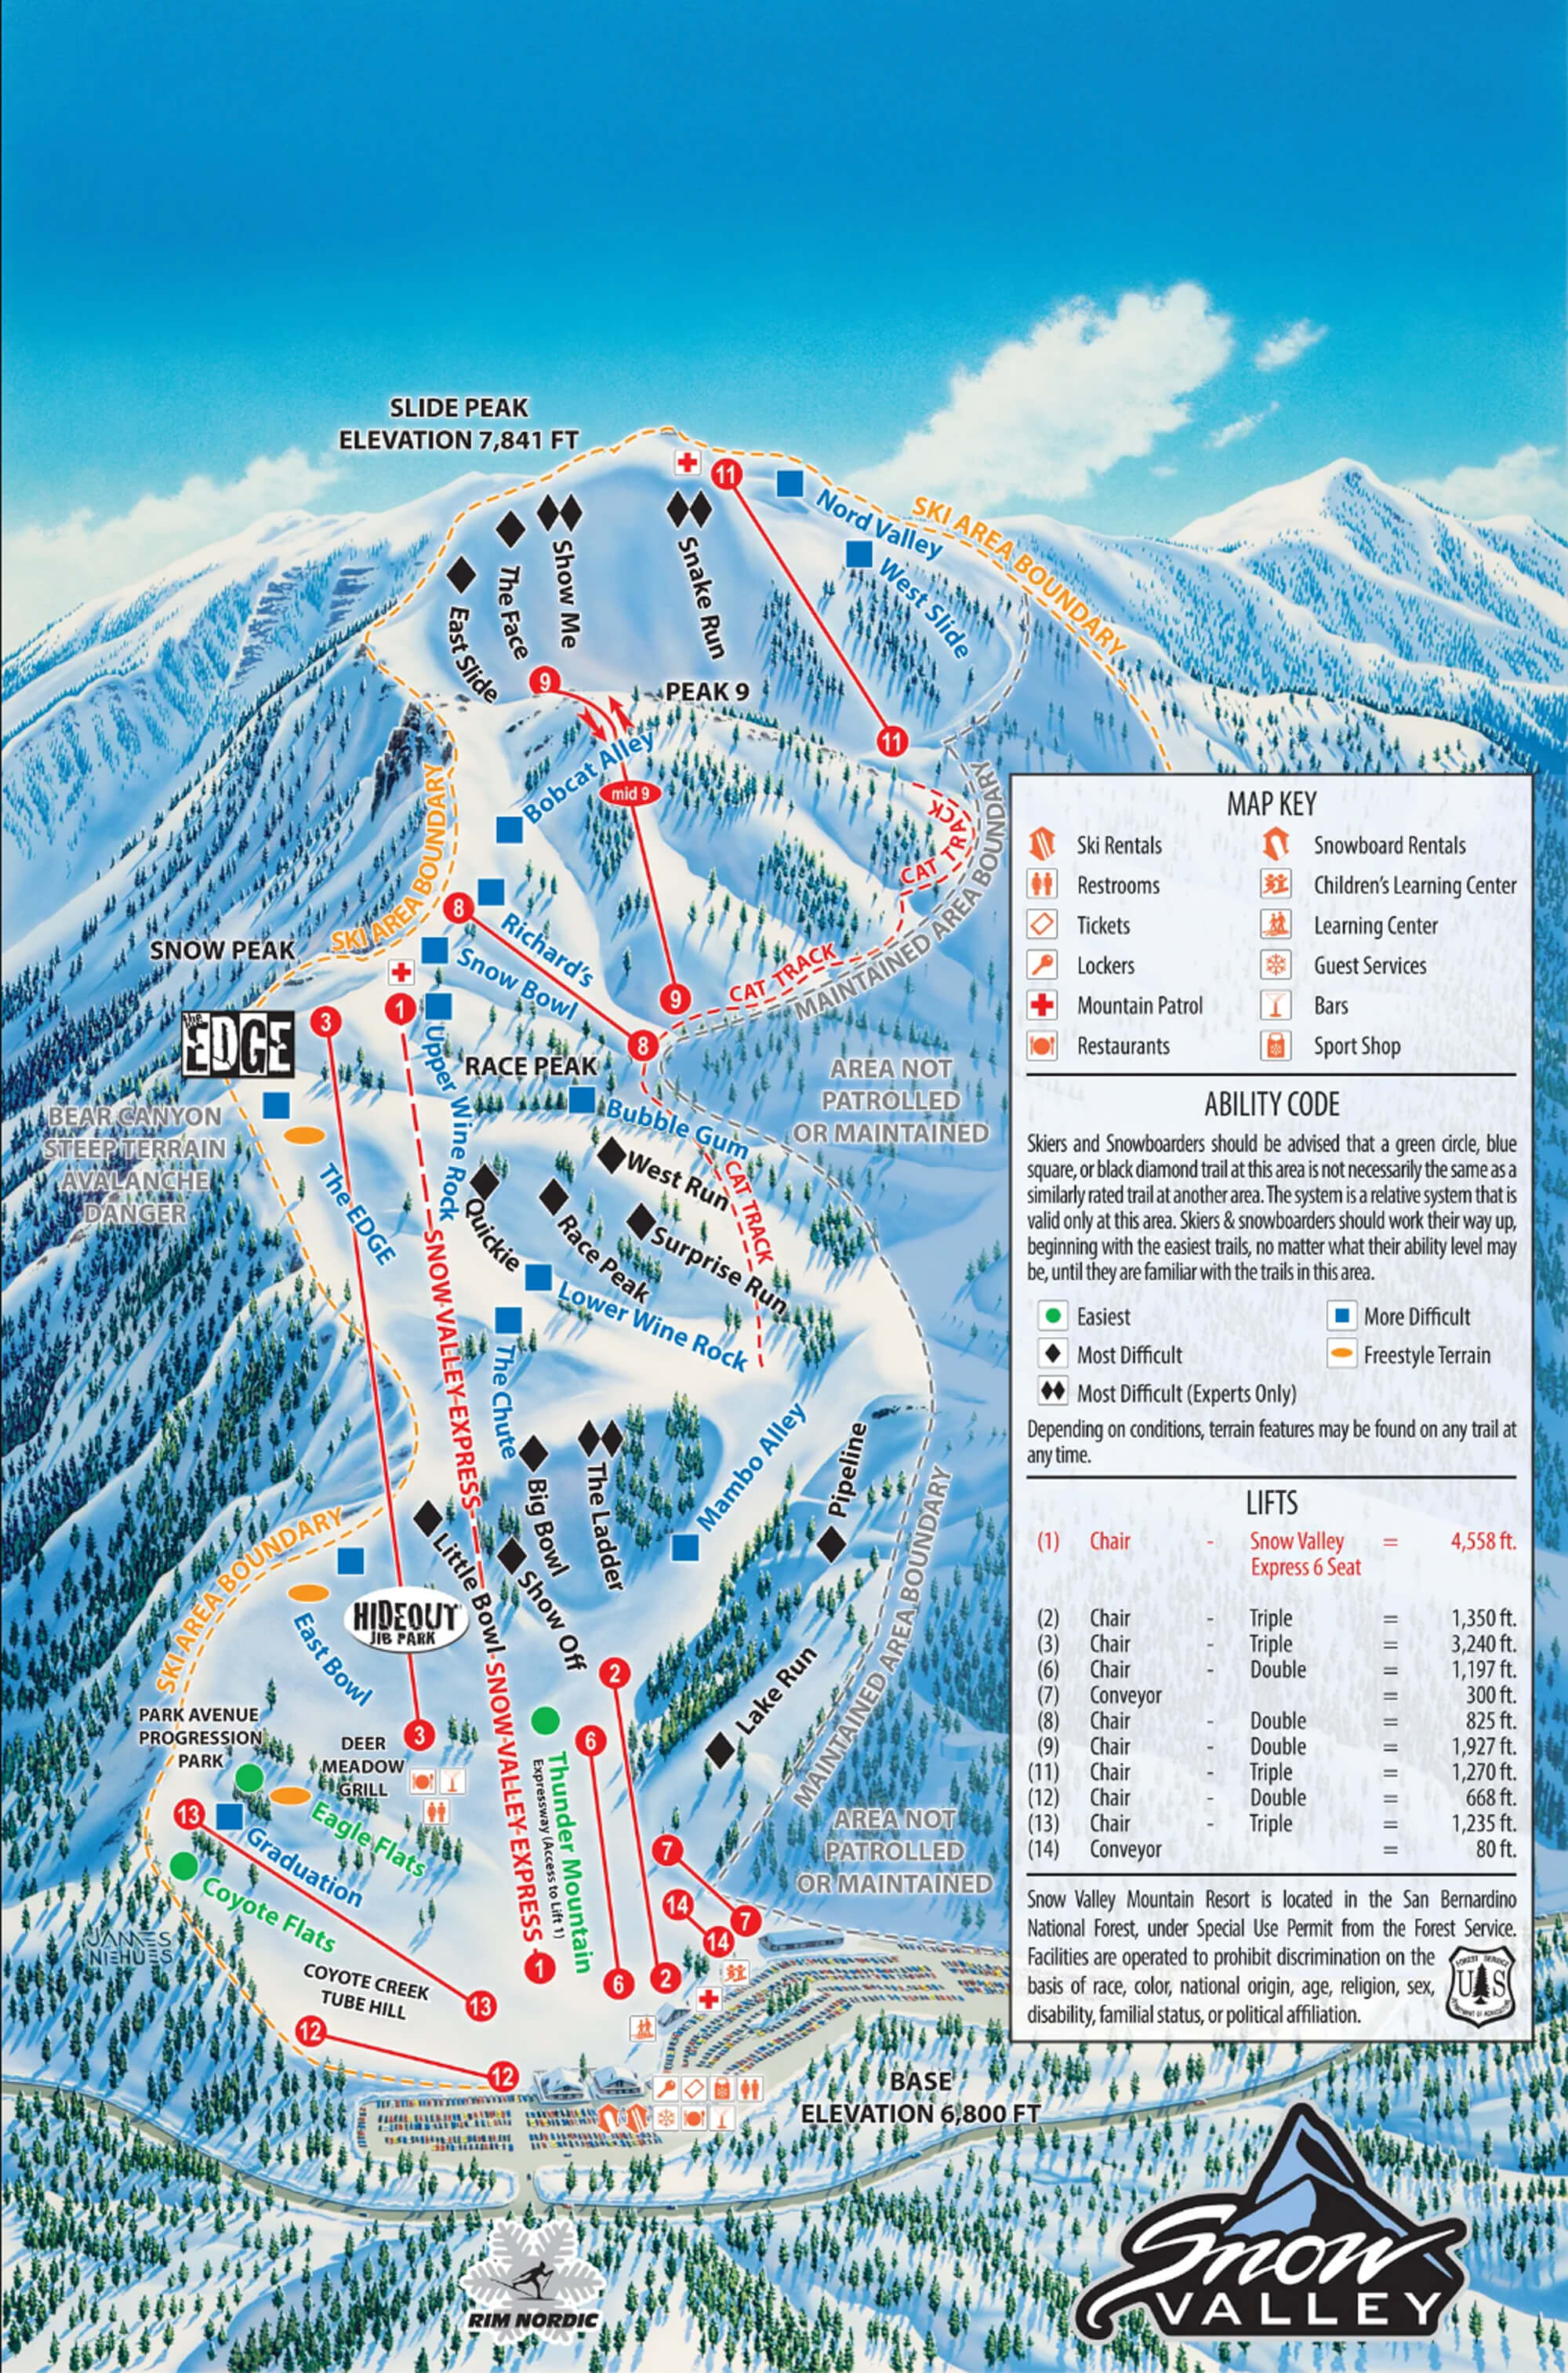 SLIDE PEAK
ELEVATION 7,841 FT
11
Nord Valley
SKI AREA BOUNDARY
West Slide
Show Me
The Face
East Slide
Snake Run
9
PEAK 9
11
Bobcat Alley
mid 9
CAT TRACK
MAINTAINED AREA BOUNDARY
SKI AREA BOUNDARY
8
Richard's
Snow Bowl
SNOW PEAK
9
CAT TRACK
1
3
8
the EDGE
Upper Wine Rock
RACE PEAK
Bubble Gum
AREA NOT
PATROLLED
OR MAINTAINED
BEAR CANYON
STEEP TERRAIN
AVALANCHE
DANGER
The EDGE
West Run
CAT TRACK
Quickie
Race Peak
Surprise Run
SNOW VALLEY EXPRESS
Lower Wine Rock
The Chute
Mambo Alley
Pipeline
Big Bowl
The Ladder
Little Bowl
Show Off
MAINTAINED AREA BOUNDARY
SKI AREA BOUNDARY
HIDEOUT
JIB PARK
East Bowl
2
Lake Run
SNOW VALLEY EXPRESS
PARK AVENUE
PROGRESSION
PARK
3
6
DEER
MEADOW
GRILL
Thunder Mountain
Expressway (Access to Lift 1)
13
Eagle Flats
Graduation
Coyote Flats
7
AREA NOT
PATROLLED
OR MAINTAINED
14
7
14
JAMES
NIEHUES
1
6
2
COYOTE CREEK
TUBE HILL
13
12
12
BASE
ELEVATION 6,800 FT
RIM NORDIC
MAP KEY
Ski Rentals
Snowboard Rentals
Restrooms
Children's Learning Center
Tickets
Learning Center
Lockers
Guest Services
Mountain Patrol
Bars
Restaurants
Sport Shop
ABILITY CODE
Skiers and Snowboarders should be advised that a green circle, blue
square, or black diamond trail at this area is not necessarily the same as a
similarly rated trail at another area. The system is a relative system that is
valid only at this area. Skiers & snowboarders should work their way up,
beginning with the easiest trails, no matter what their ability level may
be, until they are familiar with the trails in this area.
Easiest
More Difficult
Most Difficult
Freestyle Terrain
Most Difficult (Experts Only)
Depending on conditions, terrain features may be found on any trail at
any time.
LIFTS
(1) Chair - Snow Valley = 4,558 ft.
Express 6 Seat
(2) Chair - Triple = 1,350 ft.
(3) Chair - Triple = 3,240 ft.
(6) Chair - Double = 1,197 ft.
(7) Conveyor = 300 ft.
(8) Chair - Double = 825 ft.
(9) Chair - Double = 1,927 ft.
(11) Chair - Triple = 1,270 ft.
(12) Chair - Double = 668 ft.
(13) Chair - Triple = 1,235 ft.
(14) Conveyor = 80 ft.
Snow Valley Mountain Resort is located in the San Bernardino
National Forest, under Special Use Permit from the Forest Service.
Facilities are operated to prohibit discrimination on the
basis of race, color, national origin, age, religion, sex,
disability, familial status, or political affiliation.
FOREST SERVICE
U S
DEPARTMENT OF AGRICULTURE
Snow
VALLEY